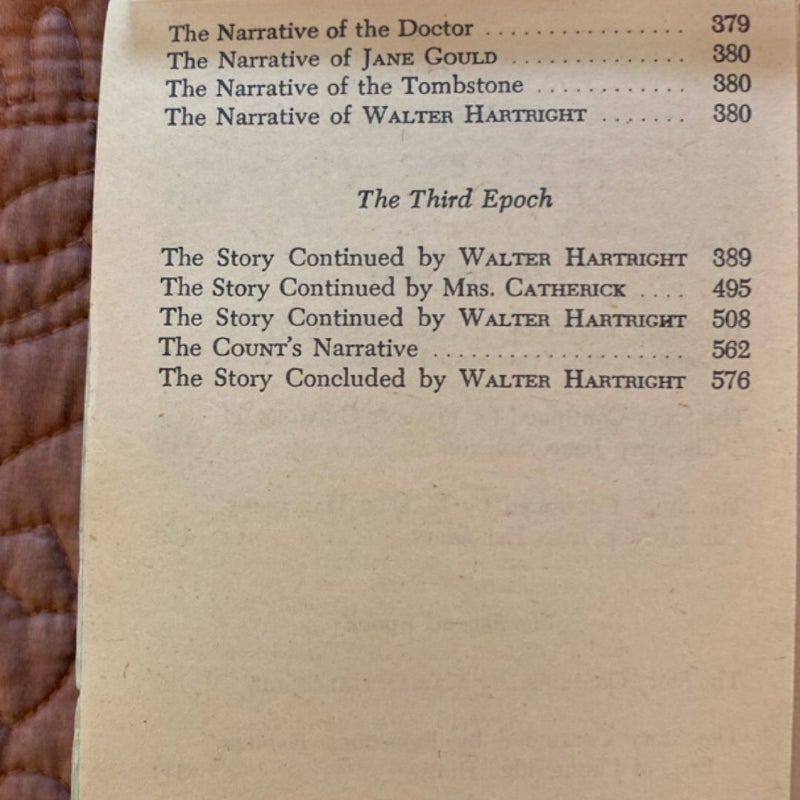 The Narrative of the Doctor ................ 379
The Narrative of JANE GOULD .............. 380
The Narrative of the Tombstone ............ 380
The Narrative of WALTER HARTRIGHT ....... 380
The Third Epoch
The Story Continued by WALTER HARTRIGHT 389
The Story Continued by MRS. CATHERICK .... 495
The Story Continued by WALTER HARTRIGHT 508
The COUNT'S Narrative .................... 562
The Story Concluded by WALTER HARTRIGHT 576